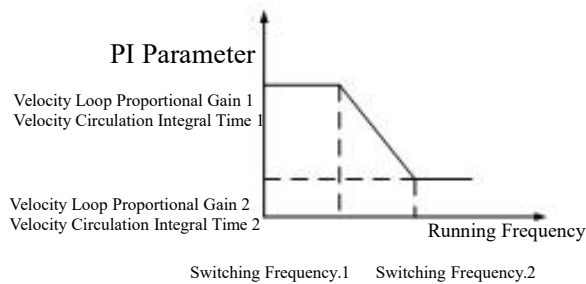 PI Parameter
Velocity Loop Proportional Gain 1
Velocity Circulation Integral Time 1
Velocity Loop Proportional Gain 2
Velocity Circulation Integral Time 2
Running Frequency
Switching Frequency.1
Switching Frequency.2